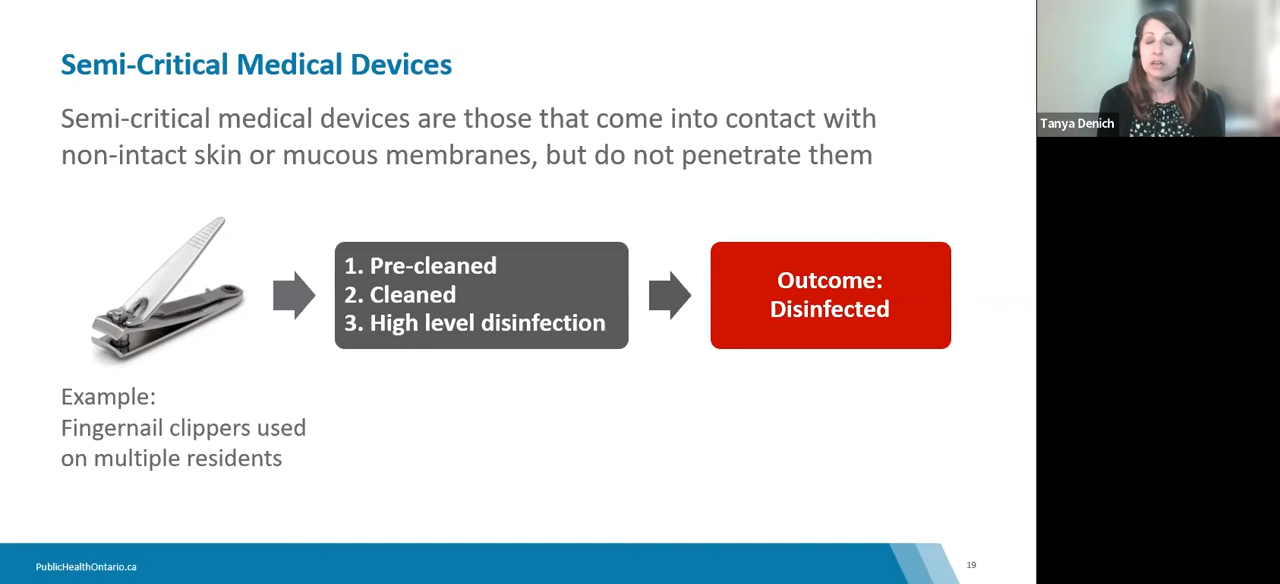 Semi-Critical Medical Devices
Semi-critical medical devices are those that come into contact with
non-intact skin or mucous membranes, but do not penetrate them
1. Pre-cleaned
2. Cleaned
3. High level disinfection
Outcome:
Disinfected
Example:
Fingernail clippers used
on multiple residents
PublicHealthOntario.ca
19
Tanya Denich